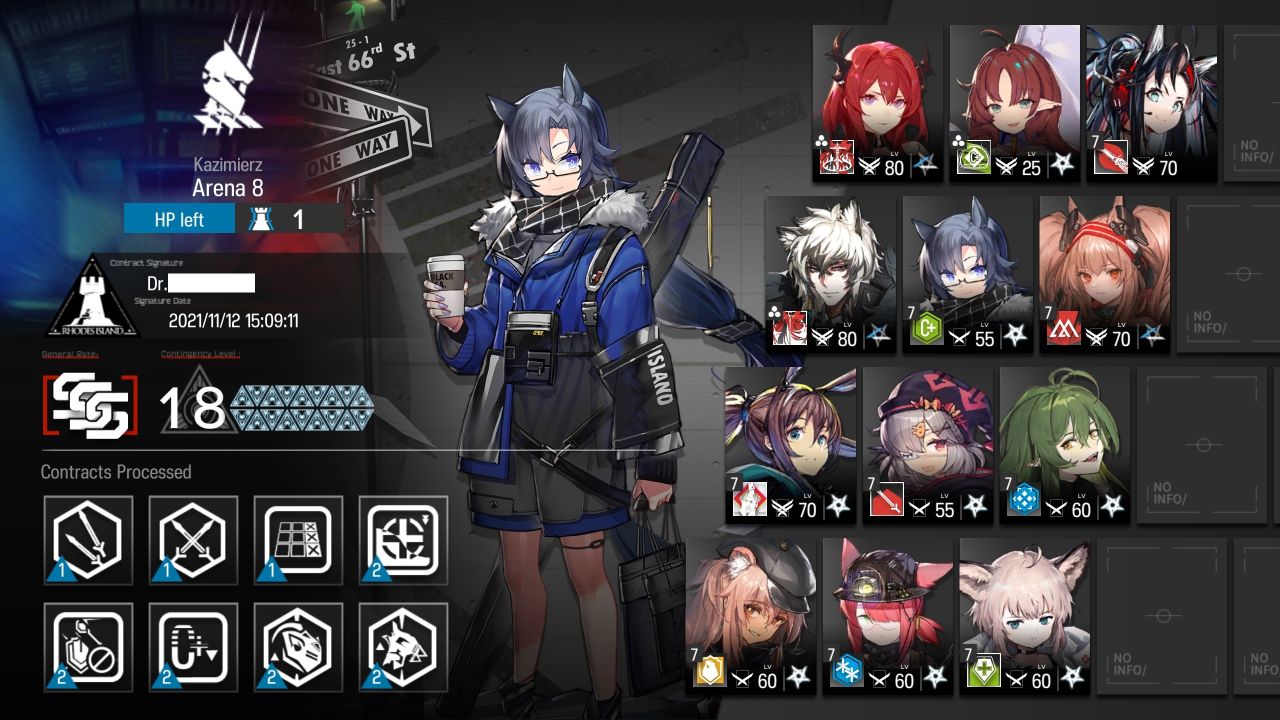 25-1
East 66rd St
ONE WAY
ONE WAY
Kazimierz
Arena 8
HP left 1
Contract Signature
Dr.
Signature Date
2021/11/12 15:09:11
RHODES ISLAND
General Rate:
Contingency Level :
18
Contracts Processed
1 1 1 2
2 2 2 2
BLACK
ISLAND
LV 80
LV 25
7 LV 70
NO INFO/
LV 80
7 C+ LV 55
7 LV 70
NO INFO/
7 LV 70
7 LV 55
7 LV 60
NO INFO/
7 LV 60
7 LV 60
7 LV 60
NO INFO/
NO INFO/